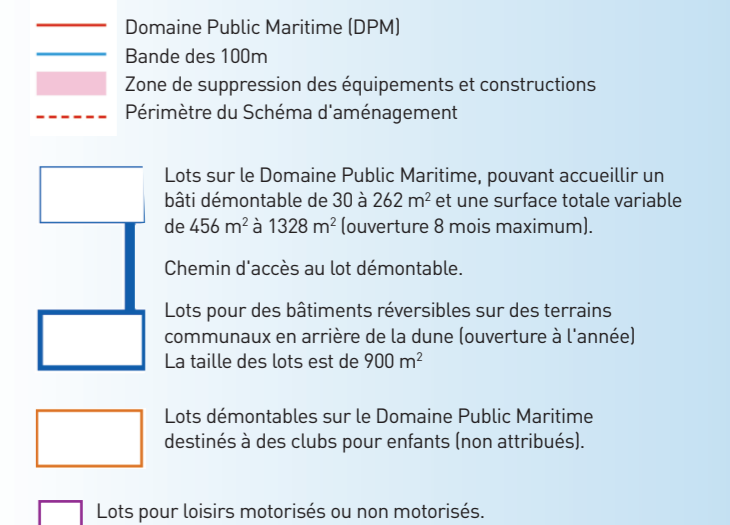 Domaine Public Maritime (DPM)
Bande des 100m
Zone de suppression des équipements et constructions
Périmètre du Schéma d'aménagement
Lots sur le Domaine Public Maritime, pouvant accueillir un
bâti démontable de 30 à 262 m² et une surface totale variable
de 456 m² à 1328 m² (ouverture 8 mois maximum).
Chemin d'accès au lot démontable.
Lots pour des bâtiments réversibles sur des terrains
communaux en arrière de la dune (ouverture à l'année)
La taille des lots est de 900 m²
Lots démontables sur le Domaine Public Maritime
destinés à des clubs pour enfants (non attribués).
Lots pour loisirs motorisés ou non motorisés.